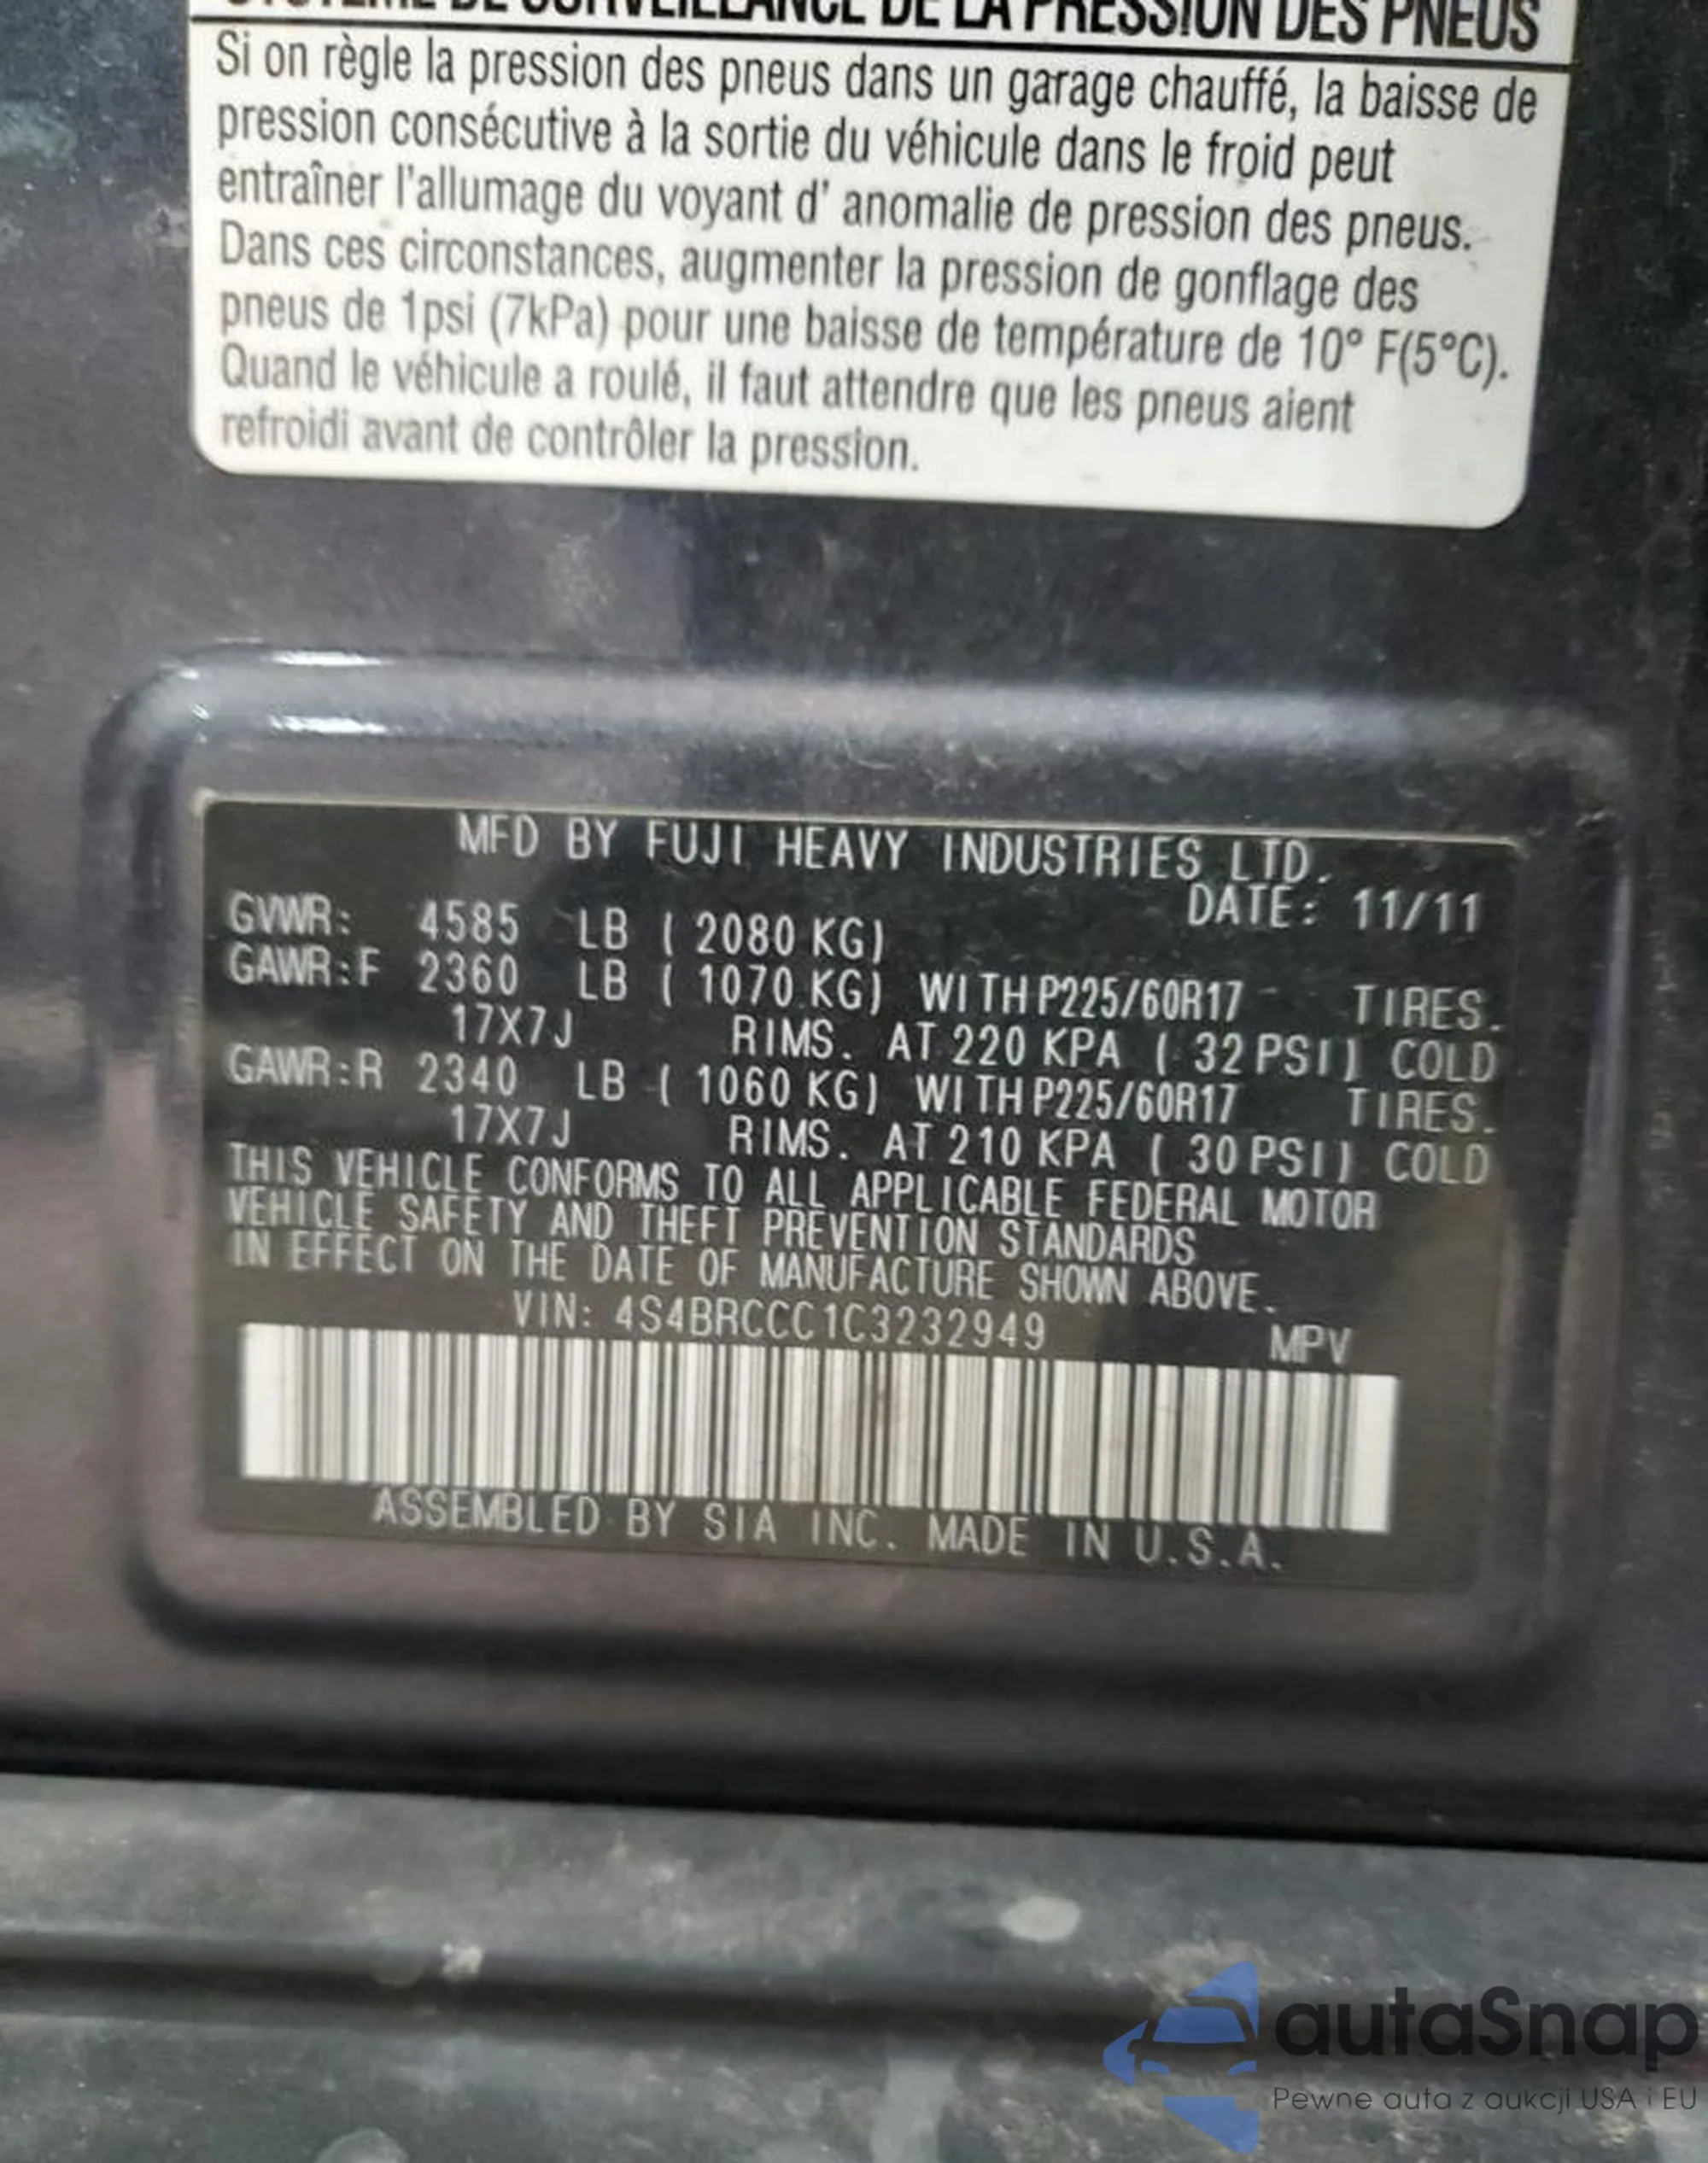 SYSTÈME DE SURVEILLANCE DE LA PRESSION DES PNEUS
Si on règle la pression des pneus dans un garage chauffé, la baisse de
pression consécutive à la sortie du véhicule dans le froid peut
entraîner l'allumage du voyant d' anomalie de pression des pneus.
Dans ces circonstances, augmenter la pression de gonflage des
pneus de 1psi (7kPa) pour une baisse de température de 10° F(5°C).
Quand le véhicule a roulé, il faut attendre que les pneus aient
refroidi avant de contrôler la pression.
MFD BY FUJI HEAVY INDUSTRIES LTD.
DATE: 11/11
GVWR: 4585 LB ( 2080 KG)
GAWR:F 2360 LB ( 1070 KG) WITH P225/60R17 TIRES.
17X7J RIMS. AT 220 KPA ( 32 PSI) COLD
GAWR:R 2340 LB ( 1060 KG) WITH P225/60R17 TIRES.
17X7J RIMS. AT 210 KPA ( 30 PSI) COLD
THIS VEHICLE CONFORMS TO ALL APPLICABLE FEDERAL MOTOR
VEHICLE SAFETY AND THEFT PREVENTION STANDARDS
IN EFFECT ON THE DATE OF MANUFACTURE SHOWN ABOVE.
VIN: 4S4BRCCC1C3232949 MPV
ASSEMBLED BY SIA INC. MADE IN U.S.A.
autaSnap
Pewne auta z aukcji USA i EU